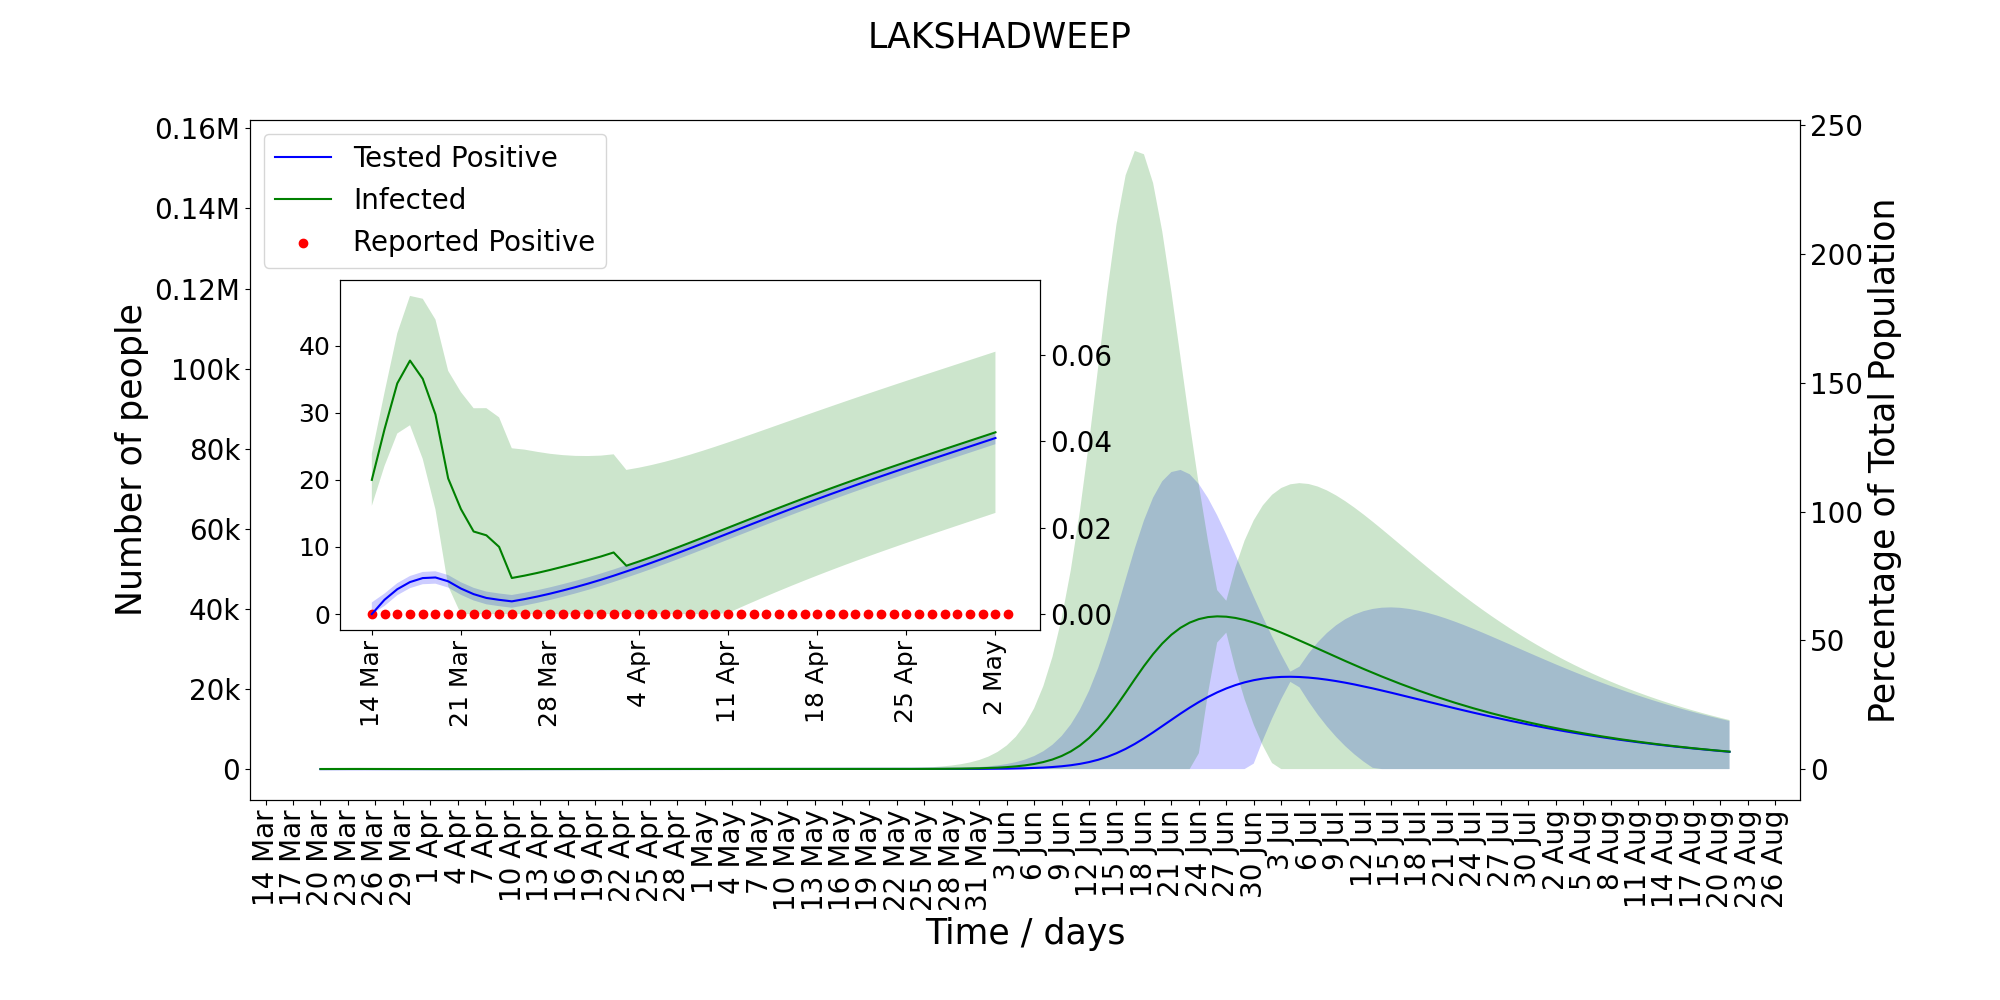 LAKSHADWEEP
0.16M
0.14M
0.12M
100k
80k
60k
40k
20k
0
Number of people
250
200
150
100
50
0
Percentage of Total Population
Tested Positive
Infected
Reported Positive
40
30
20
10
0
0.06
0.04
0.02
0.00
14 Mar
21 Mar
28 Mar
4 Apr
11 Apr
18 Apr
25 Apr
2 May
14 Mar
17 Mar
20 Mar
23 Mar
26 Mar
29 Mar
1 Apr
4 Apr
7 Apr
10 Apr
13 Apr
16 Apr
19 Apr
22 Apr
25 Apr
28 Apr
1 May
4 May
7 May
10 May
13 May
16 May
19 May
22 May
25 May
28 May
31 May
3 Jun
6 Jun
9 Jun
12 Jun
15 Jun
18 Jun
21 Jun
24 Jun
27 Jun
30 Jun
3 Jul
6 Jul
9 Jul
12 Jul
15 Jul
18 Jul
21 Jul
24 Jul
27 Jul
30 Jul
2 Aug
5 Aug
8 Aug
11 Aug
14 Aug
17 Aug
20 Aug
23 Aug
26 Aug
Time / days